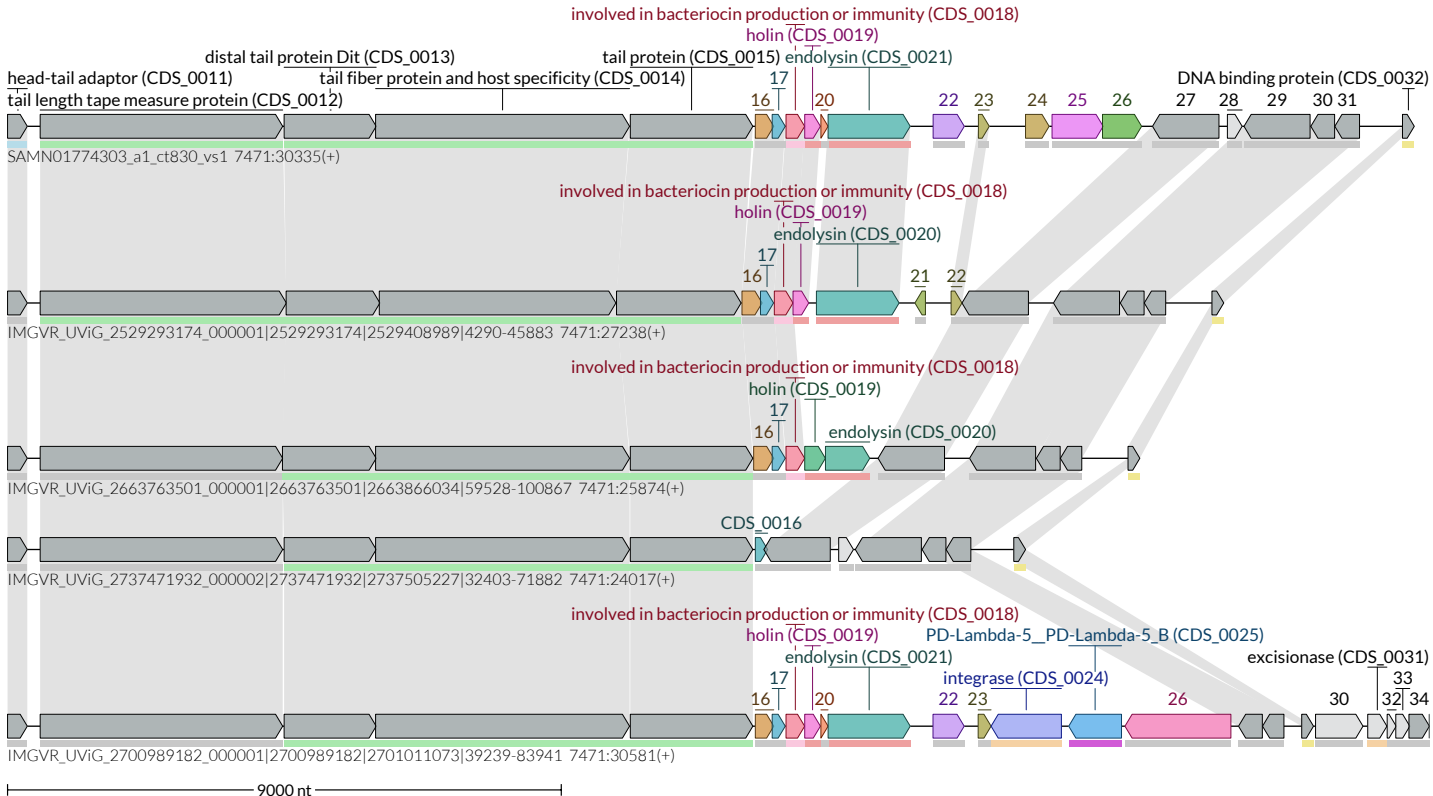 involved in bacteriocin production or immunity (CDS_0018)
holin (CDS_0019)
distal tail protein Dit (CDS_0013) tail protein (CDS_0015) endolysin (CDS_0021)
head-tail adaptor (CDS_0011) tail fiber protein and host specificity (CDS_0014) 17 DNA binding protein (CDS_0032)
tail length tape measure protein (CDS_0012) 16 20 22 23 24 25 26 27 28 29 30 31
SAMN01774303_a1_ct830_vs1 7471:30335(+)
involved in bacteriocin production or immunity (CDS_0018)
holin (CDS_0019)
endolysin (CDS_0020)
17
16 21 22
IMGVR_UViG_2529293174_000001|2529293174|2529408989|4290-45883 7471:27238(+)
involved in bacteriocin production or immunity (CDS_0018)
holin (CDS_0019)
17
16 endolysin (CDS_0020)
IMGVR_UViG_2663763501_000001|2663763501|2663866034|59528-100867 7471:25874(+)
CDS_0016
IMGVR_UViG_2737471932_000002|2737471932|2737505227|32403-71882 7471:24017(+)
involved in bacteriocin production or immunity (CDS_0018)
holin (CDS_0019) PD-Lambda-5__PD-Lambda-5_B (CDS_0025)
endolysin (CDS_0021) excisionase (CDS_0031)
17 integrase (CDS_0024) 33
16 20 22 23 26 30 32 34
IMGVR_UViG_2700989182_000001|2700989182|2701011073|39239-83941 7471:30581(+)
9000 nt